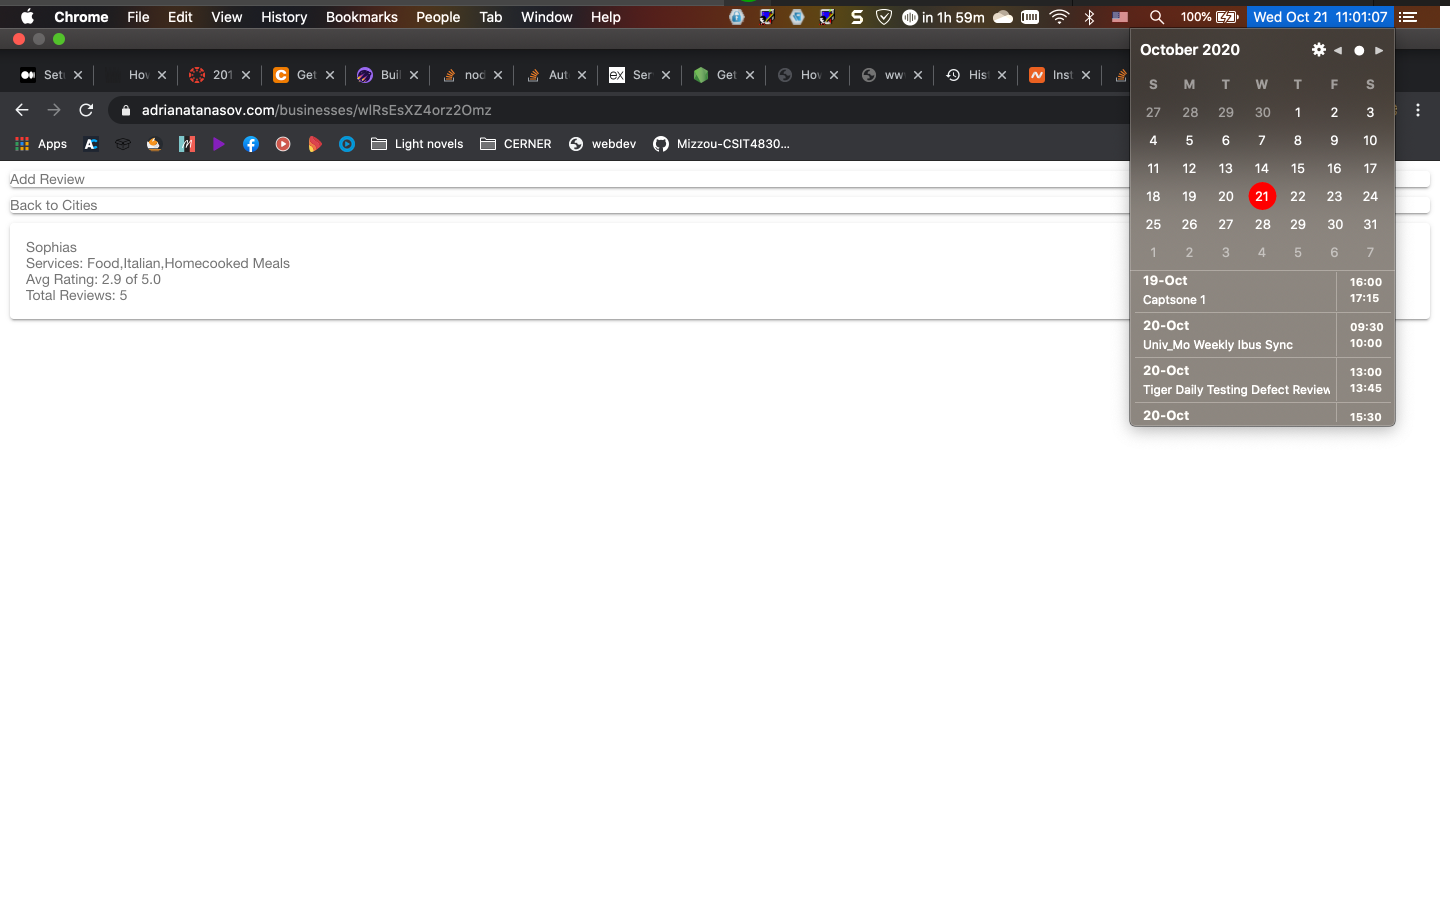 Chrome File Edit View History Bookmarks People Tab Window Help in 1h 59m 100% Wed Oct 21 11:01:07
Set How 201 Get Buil nod Aut ex Ser Get How ww His Inst
adrianatanasov.com/businesses/wlRsEsXZ4orz2Omz
Apps Light novels CERNER webdev Mizzou-CSIT4830...
Add Review
Back to Cities
Sophias
Services: Food,Italian,Homecooked Meals
Avg Rating: 2.9 of 5.0
Total Reviews: 5
October 2020
S M T W T F S
27 28 29 30 1 2 3
4 5 6 7 8 9 10
11 12 13 14 15 16 17
18 19 20 21 22 23 24
25 26 27 28 29 30 31
1 2 3 4 5 6 7
19-Oct 16:00
Captsone 1 17:15
20-Oct 09:30
Univ_Mo Weekly Ibus Sync 10:00
20-Oct 13:00
Tiger Daily Testing Defect Review 13:45
20-Oct 15:30